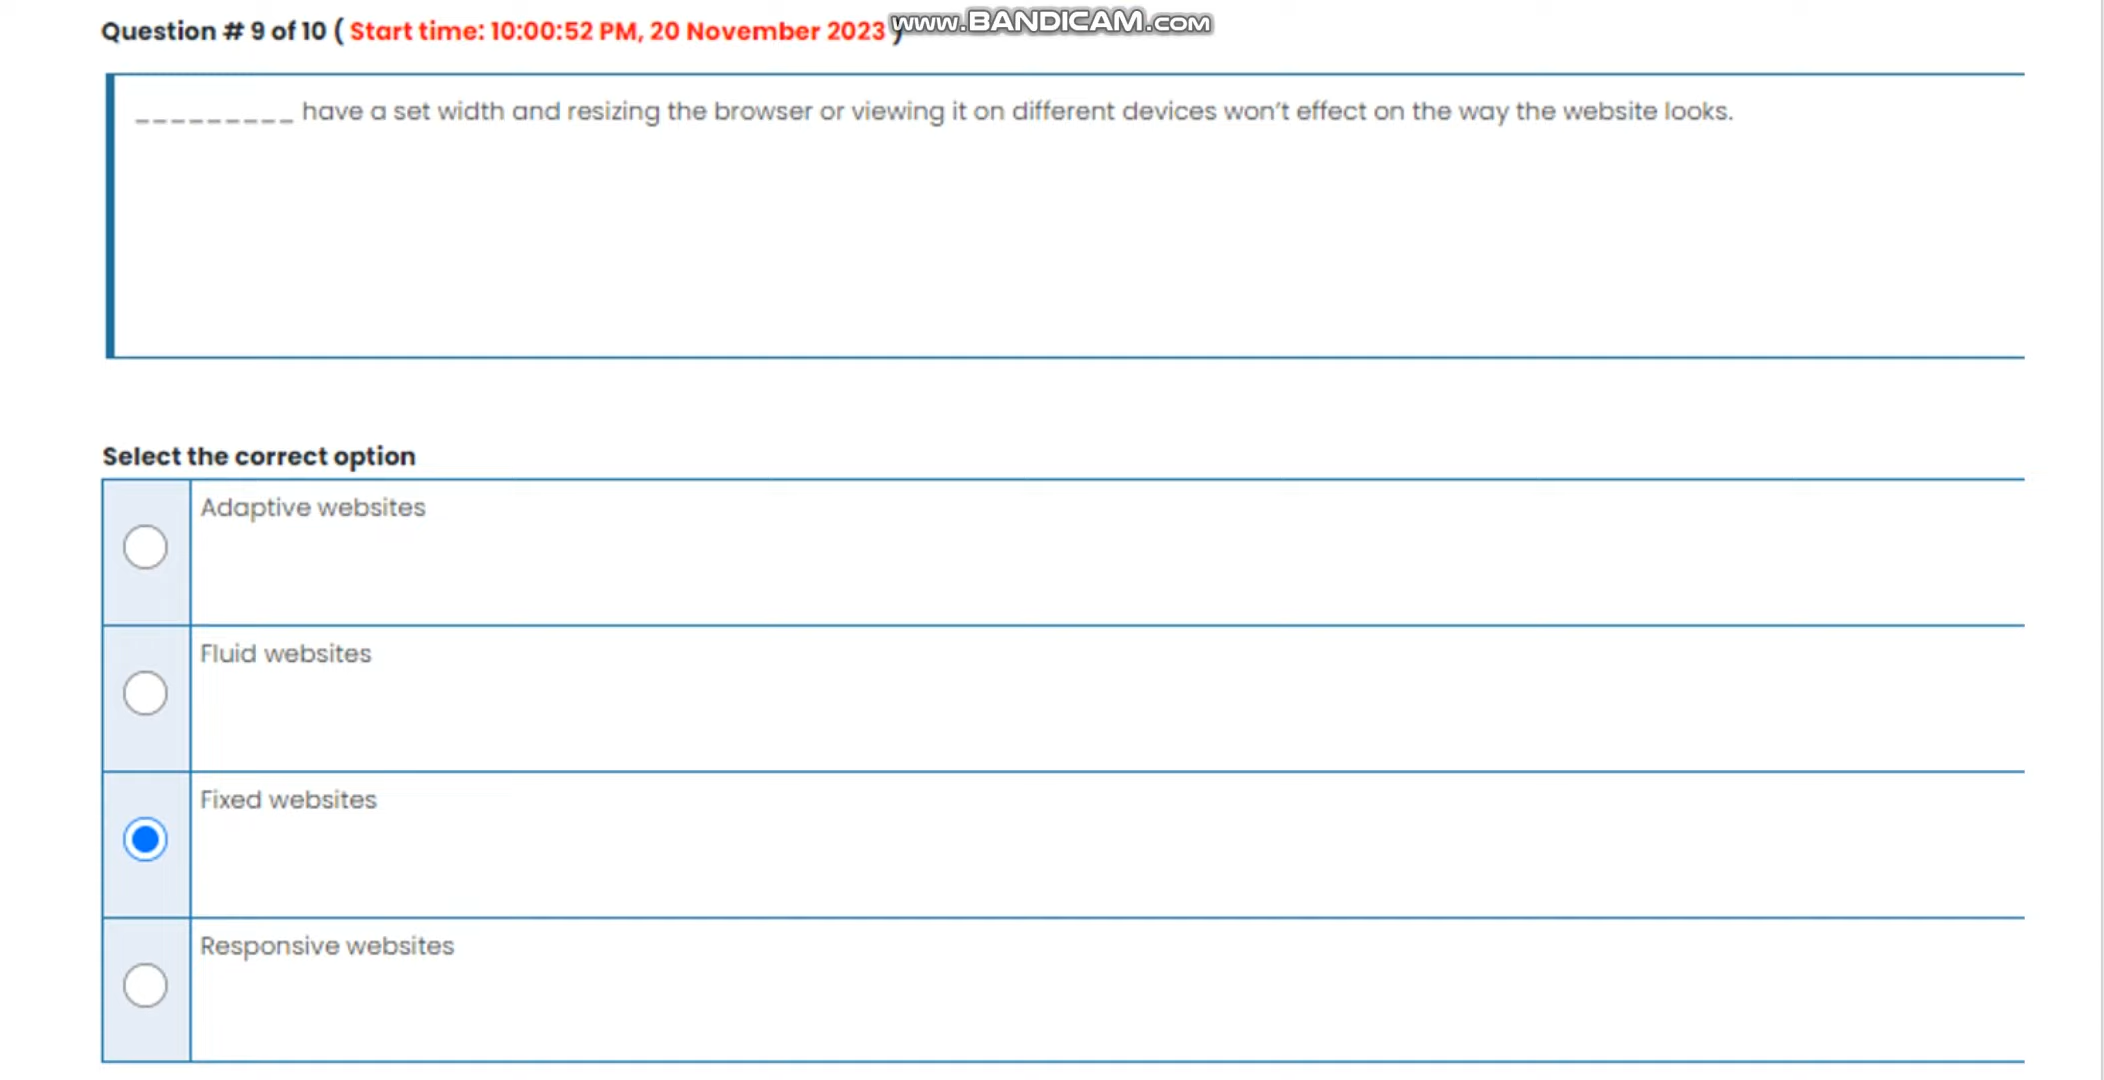 Question # 9 of 10 ( Start time: 10:00:52 PM, 20 November 2023 )
www.BANDICAM.com
_________ have a set width and resizing the browser or viewing it on different devices won’t effect on the way the website looks.
Select the correct option
Adaptive websites
Fluid websites
Fixed websites
Responsive websites